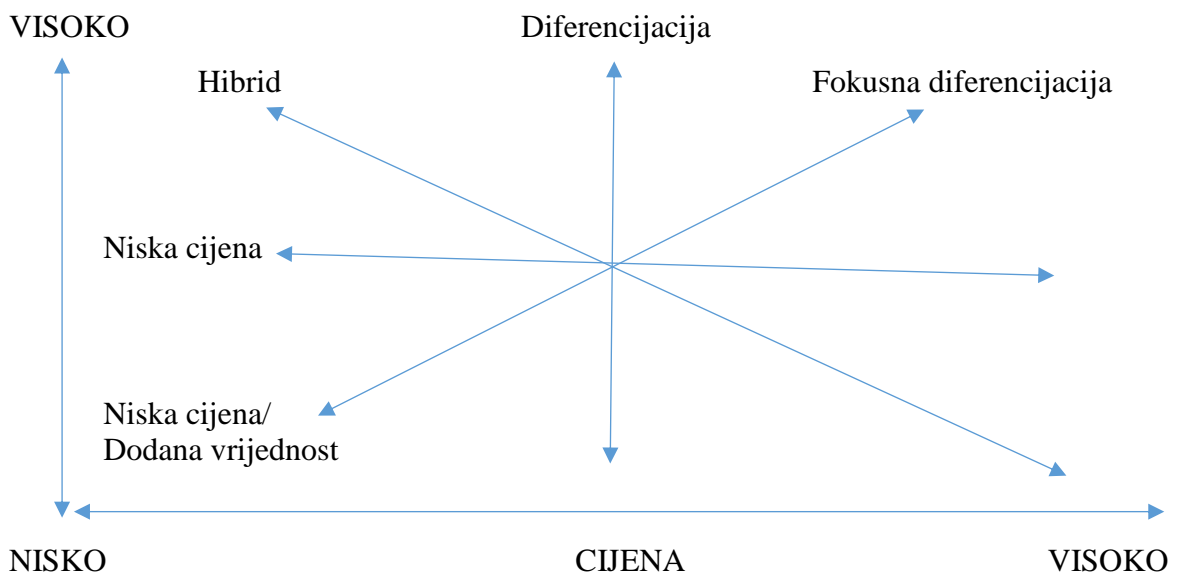 VISOKO
Diferencijacija
Hibrid
Fokusna diferencijacija
Niska cijena
Niska cijena/
Dodana vrijednost
NISKO
CIJENA
VISOKO